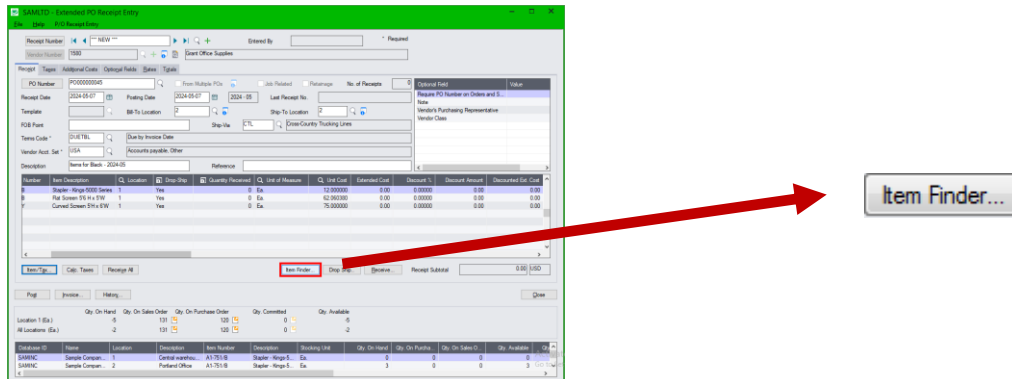 SAMLTD - Extended PO Receipt Entry
File Help P/O Receipt Entry
Receipt Number *** NEW *** Entered By * Required
Vendor Number 1580 Grant Office Supplies
Receipt Taxes Additional Costs Optional Fields Rates Totals
PO Number PO0000000045 From Multiple POs Job Related Retainage No. of Receipts 0
Optional Field Value
Receipt Date 2024-05-07 Posting Date 2024-05-07 2024 - 05 Last Receipt No.
Require PO Number on Orders and S...
Note
Template Bill-To Location 2 Ship-To Location 2
Vendor's Purchasing Representative
Vendor Class
FOB Point Ship-Via CTL Cross-Country Trucking Lines
Terms Code * DUETBL Due by Invoice Date
Vendor Acct. Set * USA Accounts payable, Other
Description Items for Black - 2024-05 Reference
Number Item Description Location Drop-Ship Quantity Received Unit of Measure Unit Cost Extended Cost Discount % Discount Amount Discounted Ext. Cost
B Stapler - Kings-5000 Series 1 Yes 0 Ea. 12.000000 0.00 0.00000 0.00 0.00
B Flat Screen 5'6 H x 5'W 1 Yes 0 Ea. 62.060300 0.00 0.00000 0.00 0.00
Y Curved Screen 5'H x 6'W 1 Yes 0 Ea. 75.000000 0.00 0.00000 0.00 0.00
Item/Tax... Calc. Taxes Receive All Item Finder... Drop Ship... Receive... Receipt Subtotal 0.00 USD
Item Finder...
Post Invoice... History... Close
Qty. On Hand Qty. On Sales Order Qty. On Purchase Order Qty. Committed Qty. Available
Location 1 (Ea.) -5 131 128 0 -5
All Locations (Ea.) -2 131 128 0 -2
Database ID Name Location Description Item Number Description Stocking Unit Qty. On Hand Qty. On Purcha... Qty. On Sales O... Qty. Available
SAMINC Sample Compan... 1 Central warehou... A1-751/B Stapler - Kings-5... Ea. 0 0 0 0
SAMINC Sample Compan... 2 Portland Office A1-751/B Stapler - Kings-5... Ea. 3 0 0 3